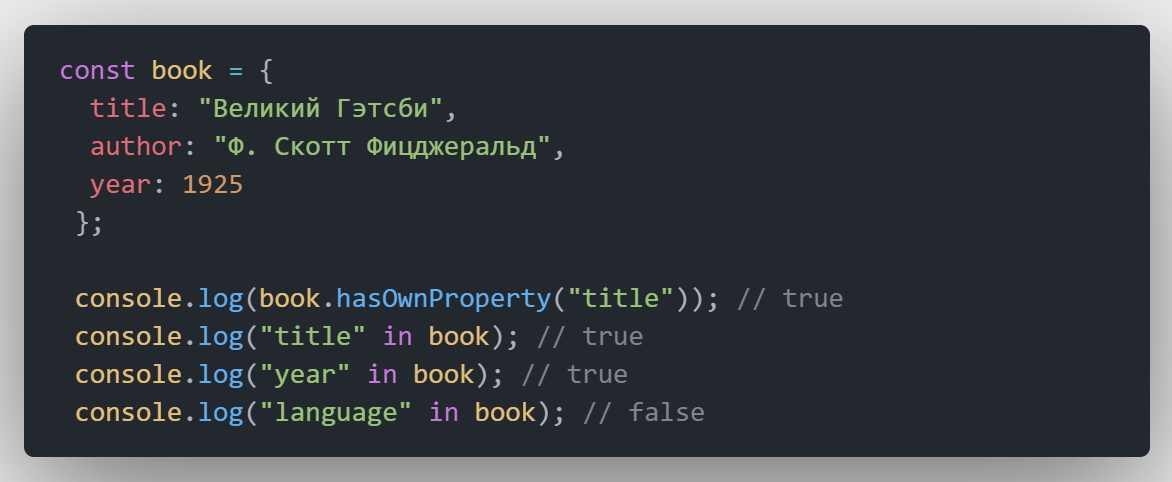 const book = {
  title: "Великий Гэтсби",
  author: "Ф. Скотт Фицджеральд",
  year: 1925
 };
 console.log(book.hasOwnProperty("title")); // true
 console.log("title" in book); // true
 console.log("year" in book); // true
 console.log("language" in book); // false